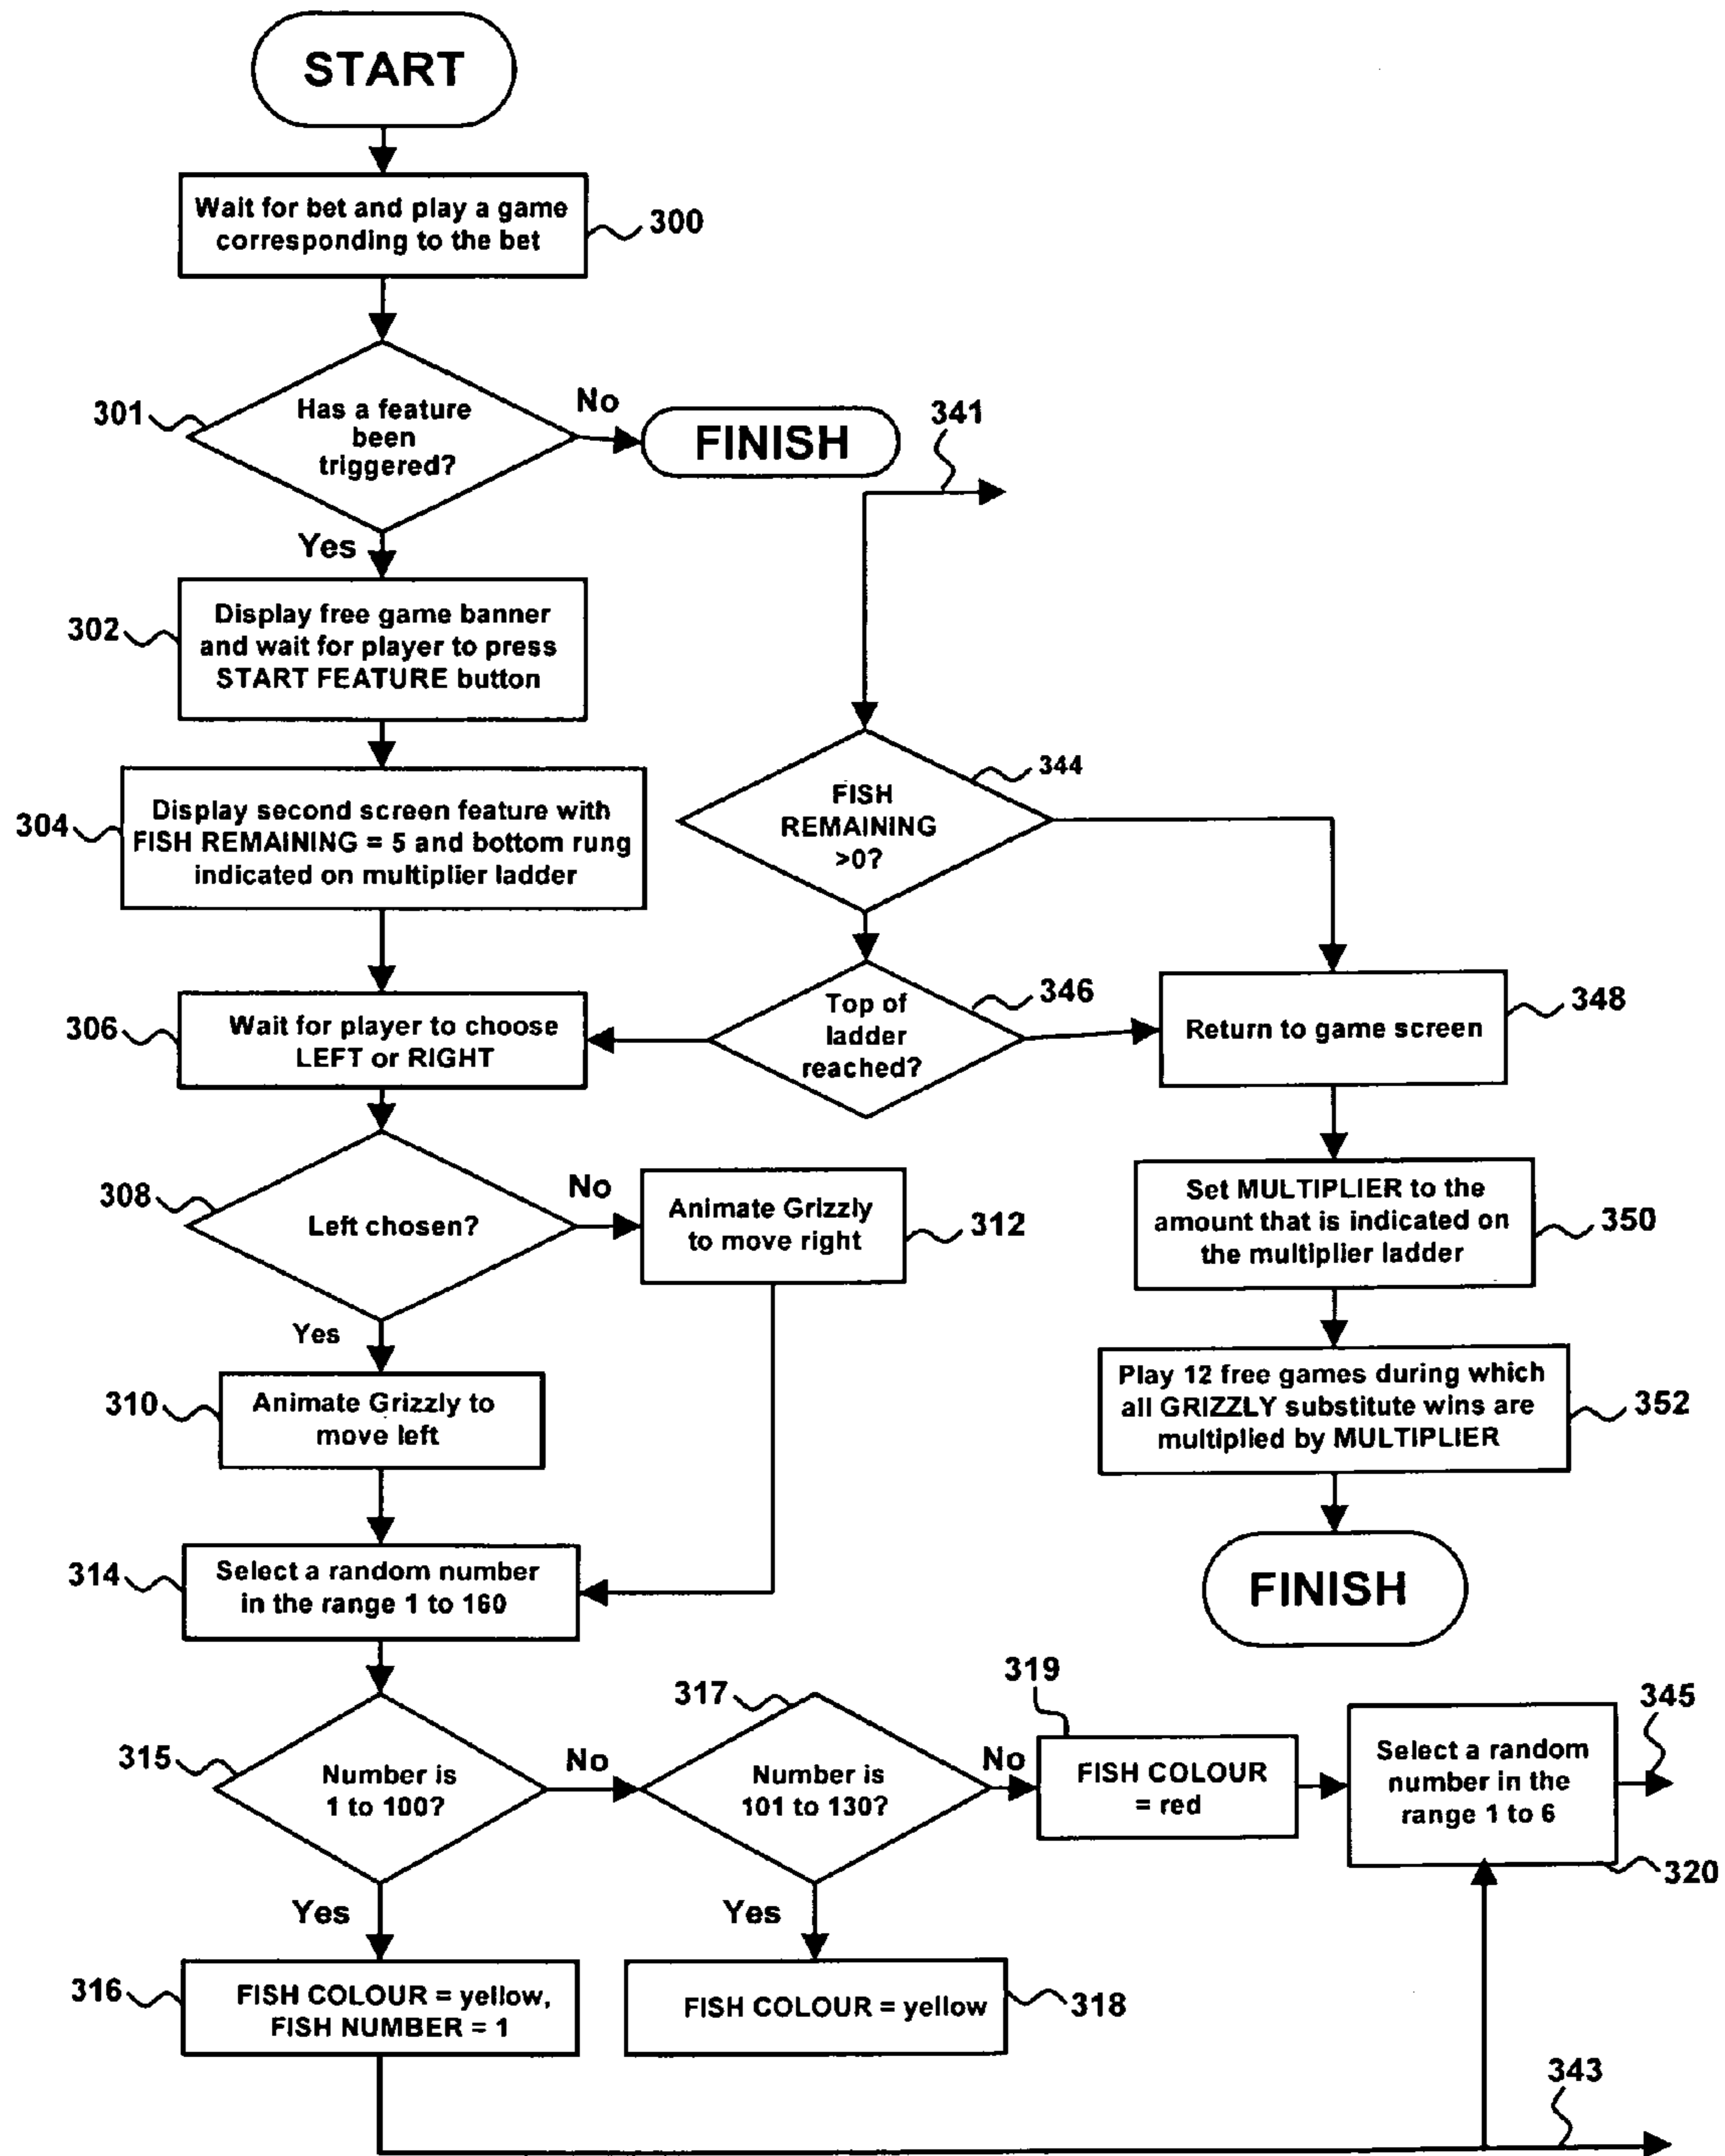 START
Wait for bet and play a game
corresponding to the bet
300
301
Has a feature
been
triggered?
No
FINISH
341
Yes
302
Display free game banner
and wait for player to press
START FEATURE button
304
Display second screen feature with
FISH REMAINING = 5 and bottom rung
indicated on multiplier ladder
344
FISH
REMAINING
>0?
306
Wait for player to choose
LEFT or RIGHT
346
Top of
ladder
reached?
348
Return to game screen
308
Left chosen?
No
Animate Grizzly
to move right
312
350
Set MULTIPLIER to the
amount that is indicated on
the multiplier ladder
Yes
310
Animate Grizzly to
move left
352
Play 12 free games during which
all GRIZZLY substitute wins are
multiplied by MULTIPLIER
FINISH
314
Select a random number
in the range 1 to 160
315
Number is
1 to 100?
No
317
Number is
101 to 130?
No
319
FISH COLOUR
= red
Select a random
number in the
range 1 to 6
345
320
Yes
Yes
316
FISH COLOUR = yellow,
FISH NUMBER = 1
FISH COLOUR = yellow
318
343